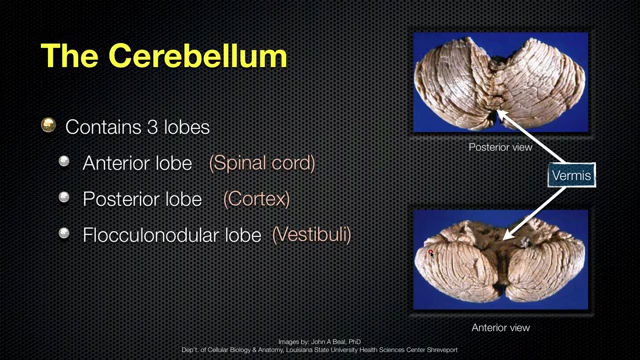 The Cerebellum
Contains 3 lobes
Anterior lobe (Spinal cord)
Posterior lobe (Cortex)
Flocculonodular lobe (Vestibuli)
Posterior view
Vermis
Anterior view
Images by: John A Beal, PhD
Dep't. of Cellular Biology & Anatomy, Louisiana State University Health Sciences Center Shreveport